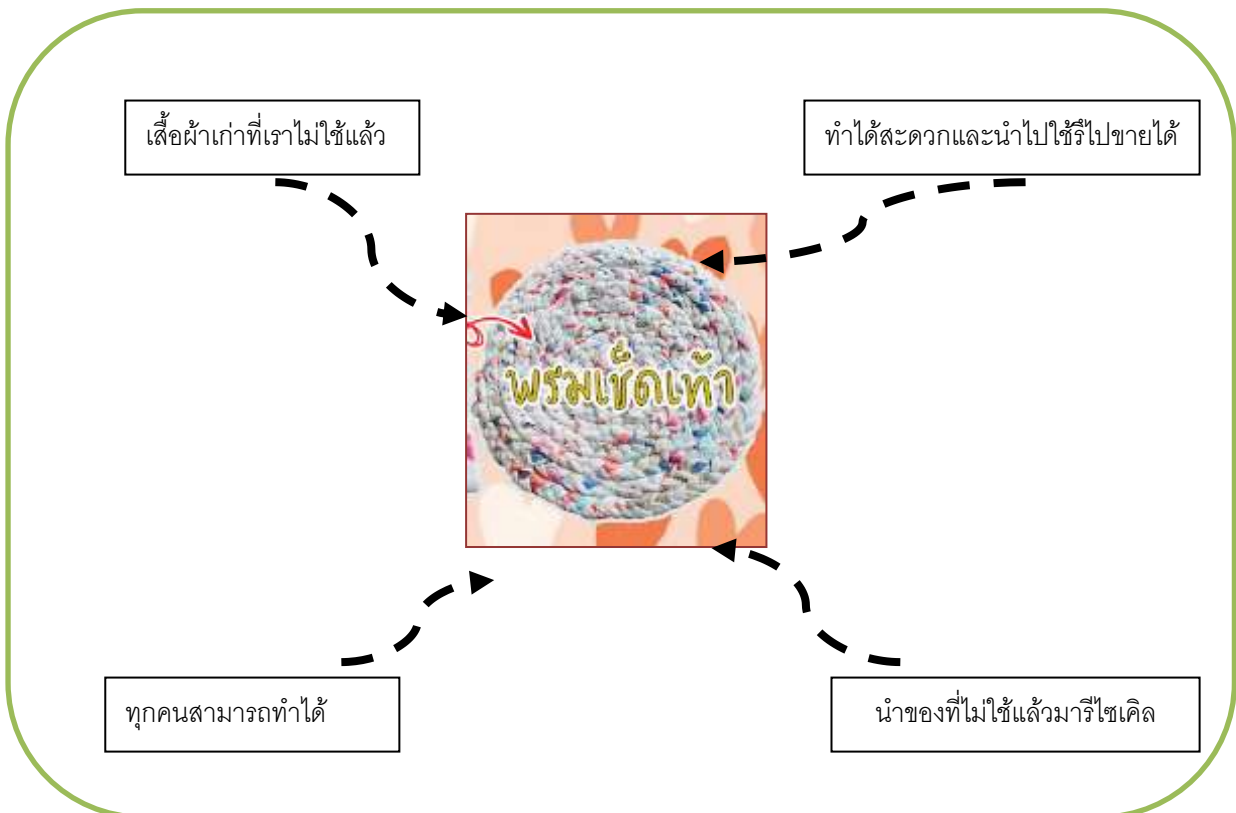 เสื้อผ้าเก่าที่เราไม่ใช้แล้ว
ทำได้สะดวกและนำไปใช้รึไปขายได้
พรมเช็ดเท้า
ทุกคนสามารถทำได้
นำของที่ไม่ใช้แล้วมารีไซเคิล